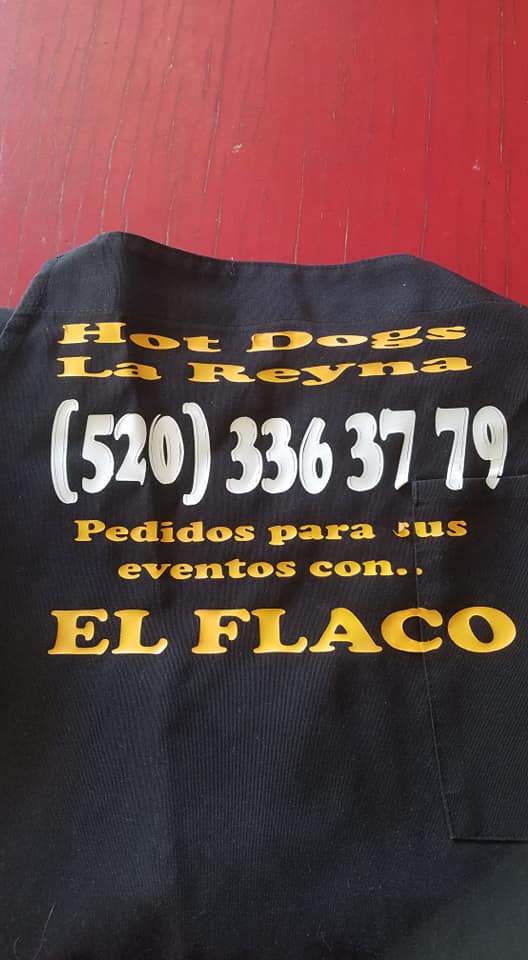 Hot Dogs
La Reyna
(520) 336 37 79
Pedidos para sus
eventos con..
EL FLACO